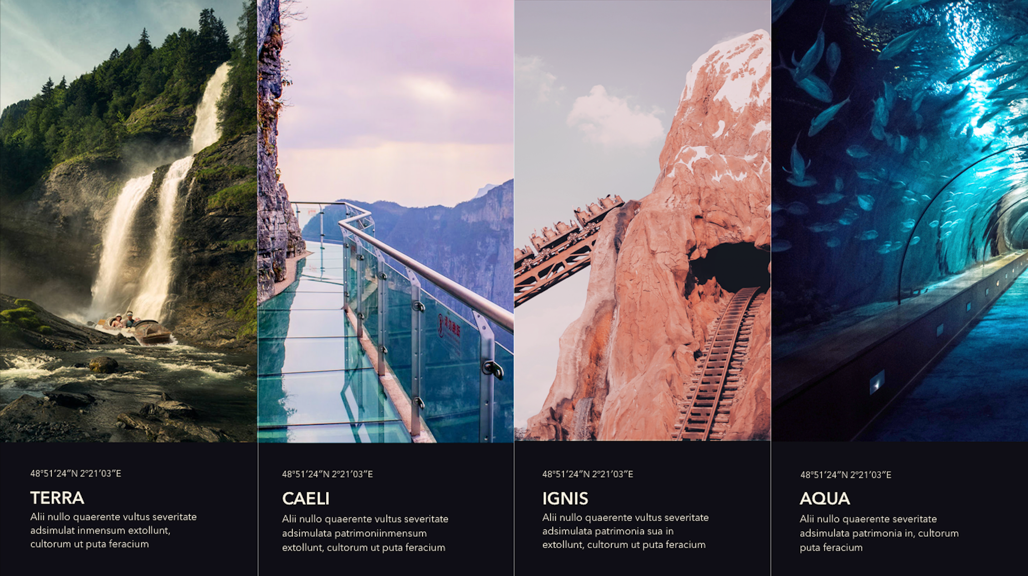 48°51'24"N 2°21'03"E
TERRA
Alii nullo quaerente vultus severitate
adsimulat inmensum extollunt,
cultorum ut puta feracium
48°51'24"N 2°21'03"E
CAELI
Alii nullo quaerente vultus severitate
adsimulata patrimoniinmensum
extollunt, cultorum ut puta feracium
48°51'24"N 2°21'03"E
IGNIS
Alii nullo quaerente vultus severitate
adsimulata patrimonia sua in
extollunt, cultorum ut puta feracium
48°51'24"N 2°21'03"E
AQUA
Alii nullo quaerente severitate
adsimulata patrimonia in, cultorum
puta feracium